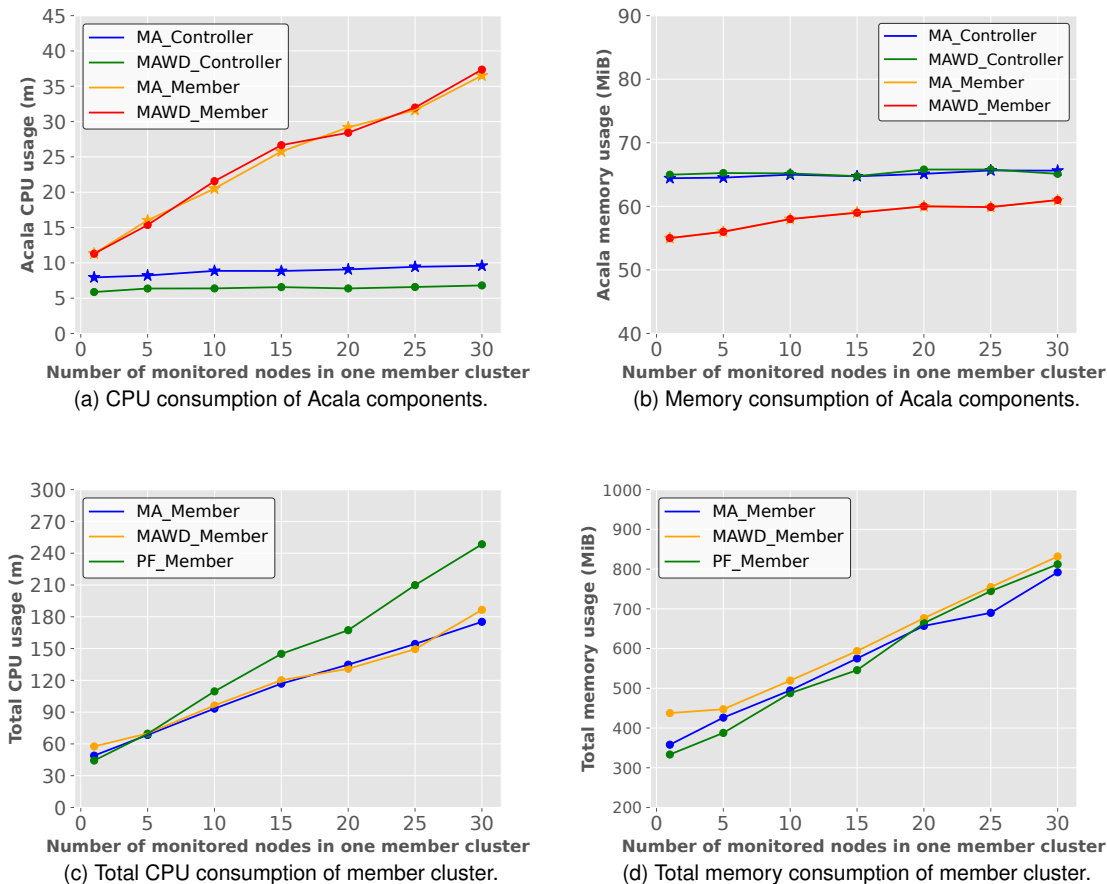 45
40
35
30
25
20
15
10
5
0
Acala CPU usage (m)
MA_Controller
MAWD_Controller
MA_Member
MAWD_Member
0 5 10 15 20 25 30
Number of monitored nodes in one member cluster
(a) CPU consumption of Acala components.
90
80
70
60
50
40
Acala memory usage (MiB)
MA_Controller
MAWD_Controller
MA_Member
MAWD_Member
0 5 10 15 20 25 30
Number of monitored nodes in one member cluster
(b) Memory consumption of Acala components.
300
270
240
210
180
150
120
90
60
30
0
Total CPU usage (m)
MA_Member
MAWD_Member
PF_Member
0 5 10 15 20 25 30
Number of monitored nodes in one member cluster
(c) Total CPU consumption of member cluster.
1000
900
800
700
600
500
400
300
200
Total memory usage (MiB)
MA_Member
MAWD_Member
PF_Member
0 5 10 15 20 25 30
Number of monitored nodes in one member cluster
(d) Total memory consumption of member cluster.